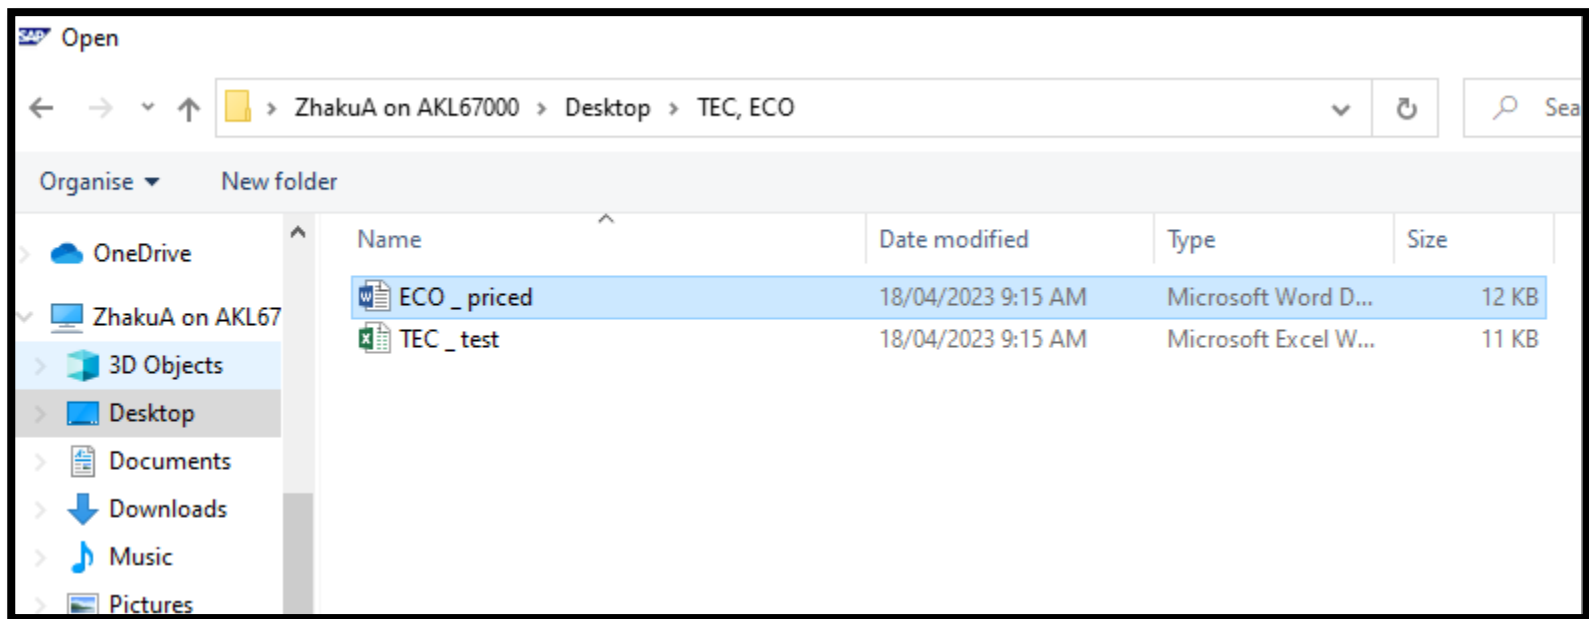 SAP Open
ZhakuA on AKL67000 > Desktop > TEC, ECO
Sea
Organise New folder
Name Date modified Type Size
OneDrive
ZhakuA on AKL67
3D Objects
Desktop
Documents
Downloads
Music
Pictures
ECO _ priced 18/04/2023 9:15 AM Microsoft Word D... 12 KB
TEC _ test 18/04/2023 9:15 AM Microsoft Excel W... 11 KB